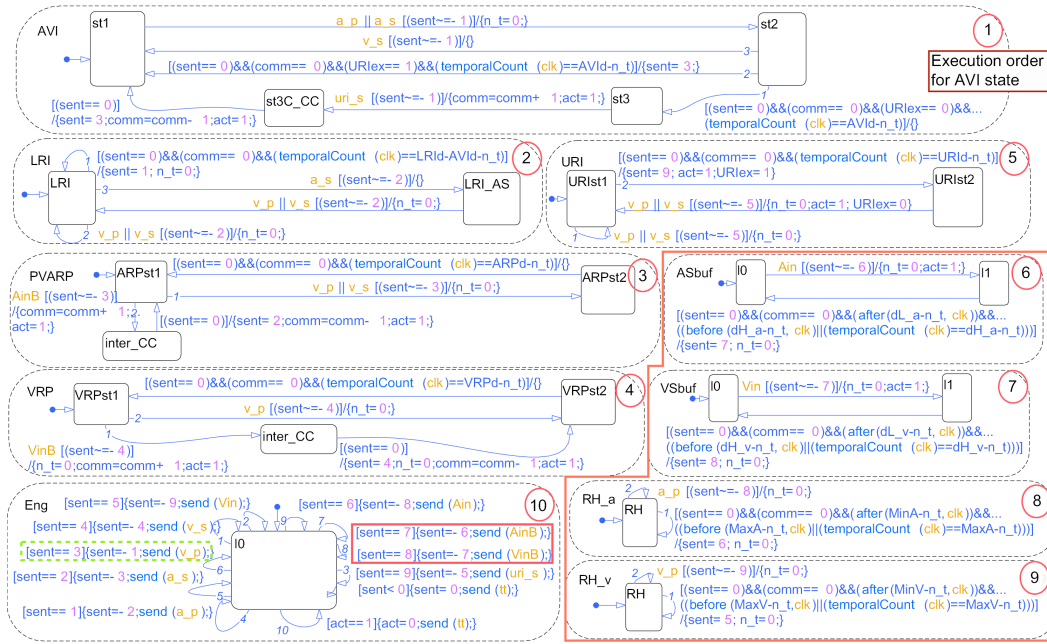 AVI
st1
a_p || a_s [(sent~=- 1)]/{n_t=0;}
st2
1
v_s [(sent~=- 1)]/{}
3
Execution order
for AVI state
[(sent== 0)&&(comm== 0)&&(URIex== 1)&&(temporalCount (clk)==AVId-n_t)]/{sent= 3;}
2
1
st3C_CC
uri_s [(sent~=- 1)]/{comm=comm+ 1;act=1;}
st3
[(sent== 0)]
/{sent= 3;comm=comm- 1;act=1;}
[(sent== 0)&&(comm== 0)&&(URIex== 0)&&...
(temporalCount (clk)==AVId-n_t)]/{}
LRI
1
[(sent== 0)&&(comm== 0)&&(temporalCount (clk)==LRId-AVId-n_t)]
/{sent= 1; n_t=0;}
2
LRI
3
a_s [(sent~=- 2)]/{}
LRI_AS
v_p || v_s [(sent~=- 2)]/{n_t=0;}
2
v_p || v_s [(sent~=- 2)]/{n_t=0;}
URI
[(sent== 0)&&(comm== 0)&&(temporalCount (clk)==URId-n_t)]
/{sent= 9; act=1;URIex=1}
5
URIst1
2
URIst2
v_p || v_s [(sent~=- 5)]/{n_t=0;act=1; URIex=0}
1
v_p || v_s [(sent~=- 5)]/{n_t=0;}
PVARP
ARPst1
[(sent== 0)&&(comm== 0)&&(temporalCount (clk)==ARPd-n_t)]/{}
3
ARPst2
1
v_p || v_s [(sent~=- 3)]/{n_t=0;}
AinB [(sent~=- 3)]
/{comm=comm+ 1;
act=1;}
2
[(sent== 0)]/{sent= 2;comm=comm- 1;act=1;}
inter_CC
ASbuf
l0
Ain [(sent~=- 6)]/{n_t=0;act=1;}
l1
6
[(sent== 0)&&(comm== 0)&&(after(dL_a-n_t, clk))&&...
((before (dH_a-n_t, clk)||(temporalCount (clk)==dH_a-n_t)))]
/{sent= 7; n_t=0;}
VRP
VRPst1
[(sent== 0)&&(comm== 0)&&(temporalCount (clk)==VRPd-n_t)]/{}
VRPst2
4
2
v_p [(sent~=- 4)]/{n_t=0;}
1
inter_CC
VinB [(sent~=- 4)]
/{n_t=0;comm=comm+ 1;act=1;}
[(sent== 0)]
/{sent= 4;n_t=0;comm=comm- 1;act=1;}
VSbuf
l0
Vin [(sent~=- 7)]/{n_t=0;act=1;}
l1
7
[(sent== 0)&&(comm== 0)&&(after(dL_v-n_t, clk))&&...
((before (dH_v-n_t, clk)||(temporalCount (clk)==dH_v-n_t)))]
/{sent= 8; n_t=0;}
Eng
[sent== 5]{sent=- 9;send (Vin);}
[sent== 6]{sent=- 8;send (Ain);}
10
[sent== 4]{sent=- 4;send (v_s);}
2
9
7
[sent== 7]{sent=- 6;send (AinB);}
l0
1
8
[sent== 3]{sent=- 1;send (v_p);}
[sent== 8]{sent=- 7;send (VinB);}
6
3
[sent== 2]{sent=- 3;send (a_s);}
[sent== 9]{sent=- 5;send (uri_s );}
[sent< 0]{sent= 0;send (tt);}
5
[sent== 1]{sent=- 2;send (a_p);}
4
10
[act==1]{act=0;send (tt);}
RH_a
2
a_p [(sent~=- 8)]/{n_t=0;}
8
RH
1
[(sent== 0)&&(comm== 0)&&(after(MinA-n_t, clk))&&...
((before (MaxA-n_t,clk)||(temporalCount (clk)==MaxA-n_t)))]
/{sent= 6; n_t=0;}
RH_v
2
v_p [(sent~=- 9)]/{n_t=0;}
9
RH
1
[(sent== 0)&&(comm== 0)&&(after(MinV-n_t, clk))&&...
((before (MaxV-n_t,clk)||(temporalCount (clk)==MaxV-n_t)))]
/{sent= 5; n_t=0;}